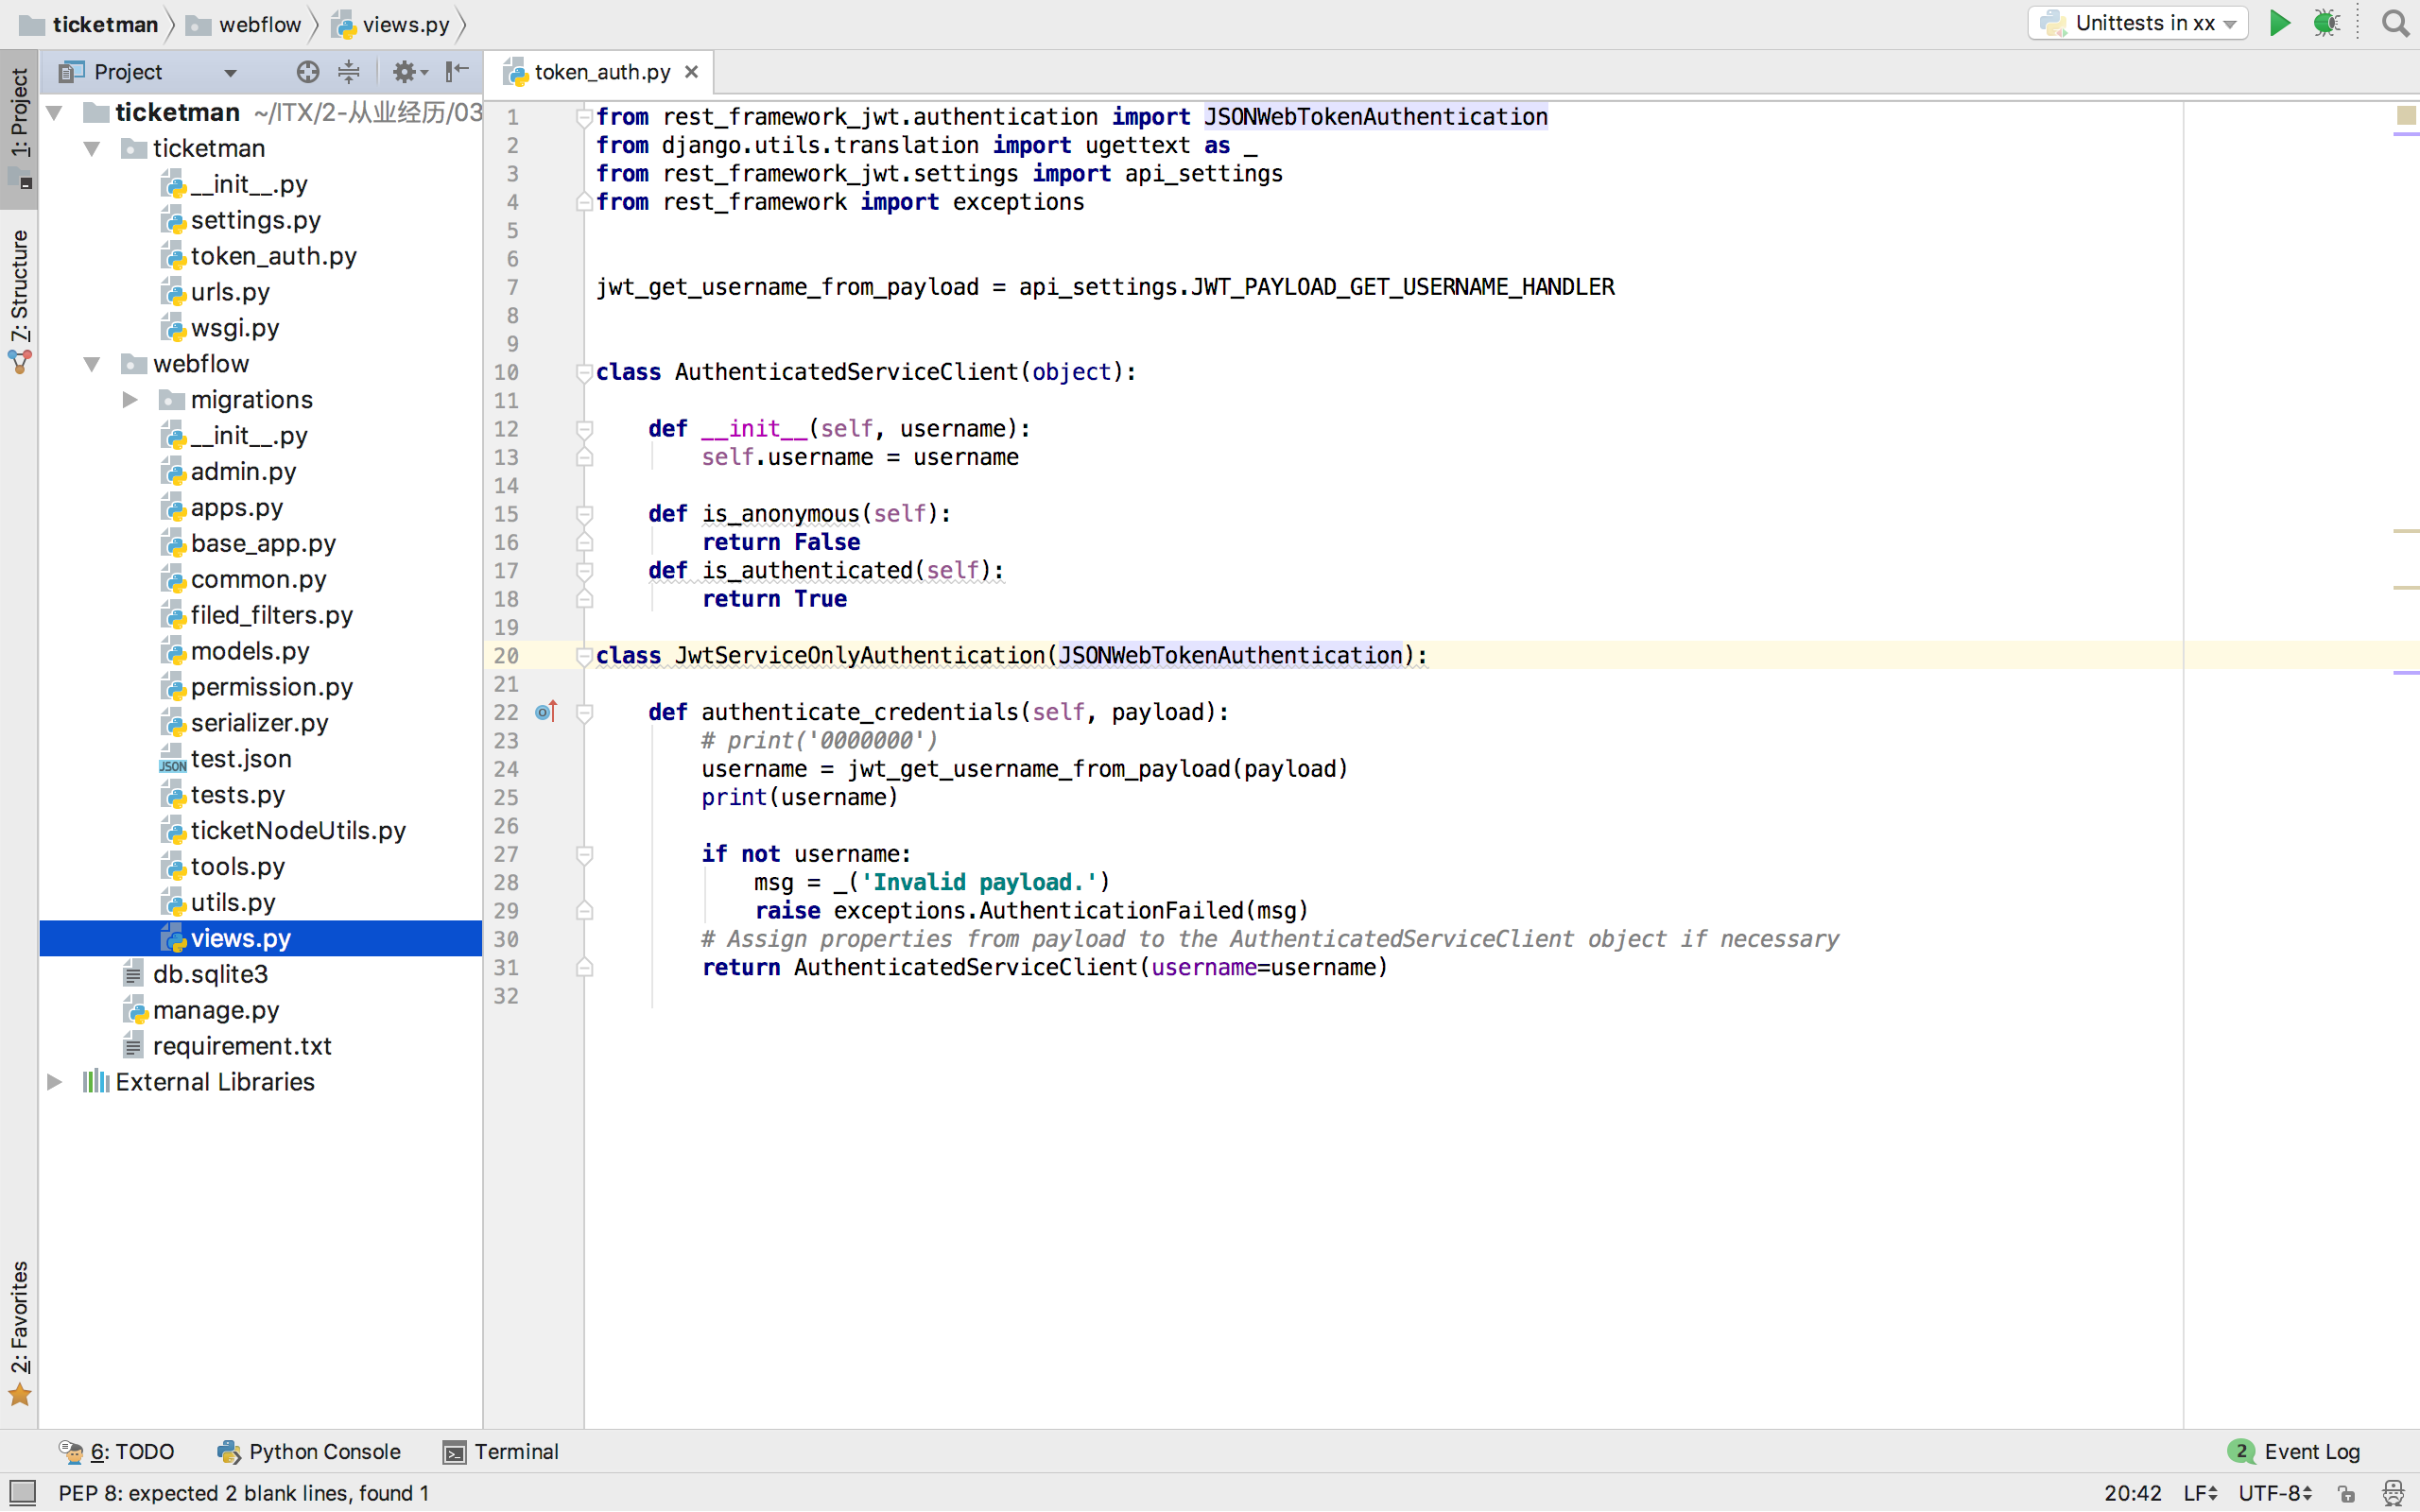 ticketman webflow views.py
Unittests in xx
1: Project
7: Structure
2: Favorites
Project
ticketman ~/ITX/2-从业经历/03
ticketman
__init__.py
settings.py
token_auth.py
urls.py
wsgi.py
webflow
migrations
__init__.py
admin.py
apps.py
base_app.py
common.py
filed_filters.py
models.py
permission.py
serializer.py
JSON test.json
tests.py
ticketNodeUtils.py
tools.py
utils.py
views.py
db.sqlite3
manage.py
requirement.txt
External Libraries
token_auth.py
1 from rest_framework_jwt.authentication import JSONWebTokenAuthentication
2 from django.utils.translation import ugettext as _
3 from rest_framework_jwt.settings import api_settings
4 from rest_framework import exceptions
5
6
7 jwt_get_username_from_payload = api_settings.JWT_PAYLOAD_GET_USERNAME_HANDLER
8
9
10 class AuthenticatedServiceClient(object):
11
12     def __init__(self, username):
13         self.username = username
14
15     def is_anonymous(self):
16         return False
17     def is_authenticated(self):
18         return True
19
20 class JwtServiceOnlyAuthentication(JSONWebTokenAuthentication):
21
22     def authenticate_credentials(self, payload):
23         # print('0000000')
24         username = jwt_get_username_from_payload(payload)
25         print(username)
26
27         if not username:
28             msg = _('Invalid payload.')
29             raise exceptions.AuthenticationFailed(msg)
30         # Assign properties from payload to the AuthenticatedServiceClient object if necessary
31         return AuthenticatedServiceClient(username=username)
32
6: TODO
Python Console
Terminal
2 Event Log
PEP 8: expected 2 blank lines, found 1
20:42 LF UTF-8